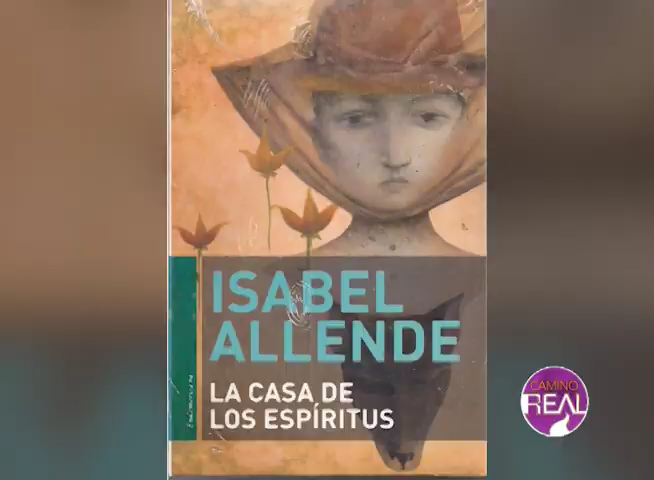 ISABEL
ALLENDE
LA CASA DE
LOS ESPÍRITUS
CAMINO
REAL